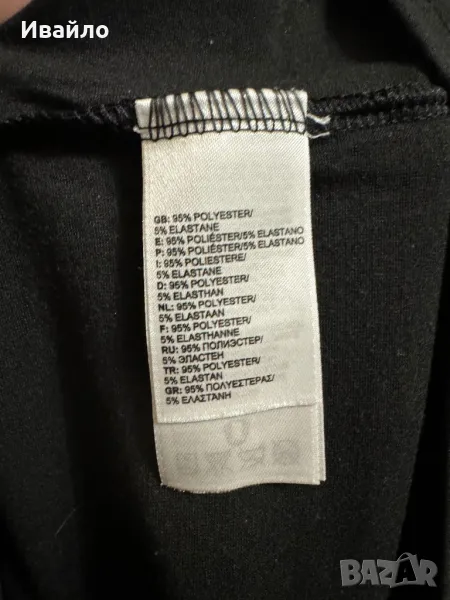 Ивайло
GB: 95% POLYESTER/
5% ELASTANE
E: 95% POLIÉSTER/5% ELASTANO
P: 95% POLIÉSTER/5% ELASTANO
I: 95% POLIESTERE/
5% ELASTANE
D: 95% POLYESTER/
5% ELASTHAN
NL: 95% POLYESTER/
5% ELASTAAN
F: 95% POLYESTER/
5% ELASTHANNE
RU: 95% ПОЛИЭСТЕР/
5% ЭЛАСТЕН
TR: 95% POLYESTER/
5% ELASTAN
GR: 95% ΠΟΛΥΕΣΤΕΡΑΣ/
5% ΕΛΑΣΤΑΝΗ
BAZAR